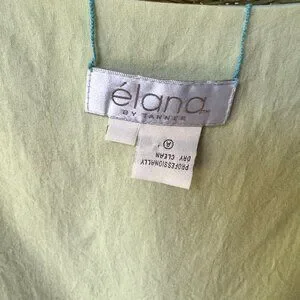 élana
BY TANNER
PROFESSIONALLY
DRY CLEAN
A